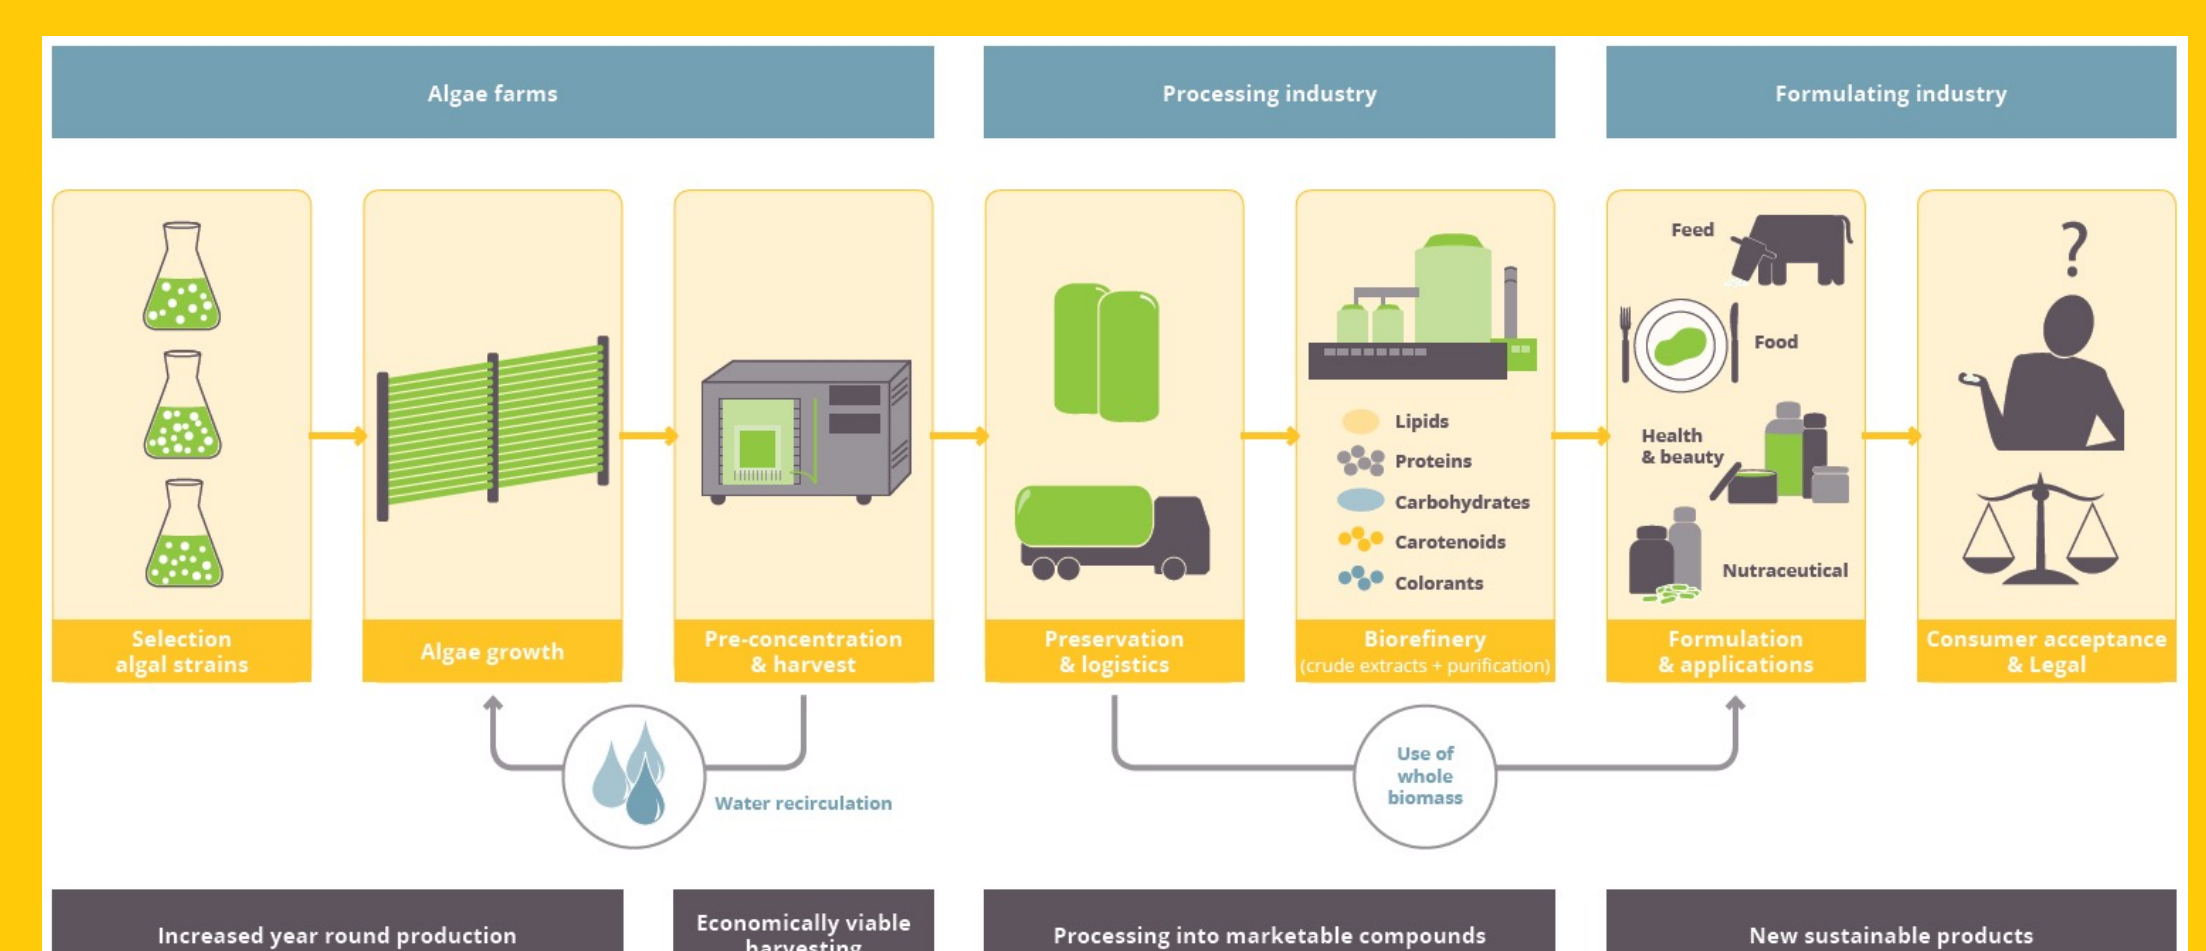 Algae farms
Processing industry
Formulating industry
Feed
Food
Health
& beauty
Nutraceutical
?
Lipids
Proteins
Carbohydrates
Carotenoids
Colorants
Selection
algal strains
Algae growth
Pre-concentration
& harvest
Preservation
& logistics
Biorefinery
(crude extracts + purification)
Formulation
& applications
Consumer acceptance
& Legal
Water recirculation
Use of
whole
biomass
Increased year round production
Economically viable
harvesting
Processing into marketable compounds
New sustainable products